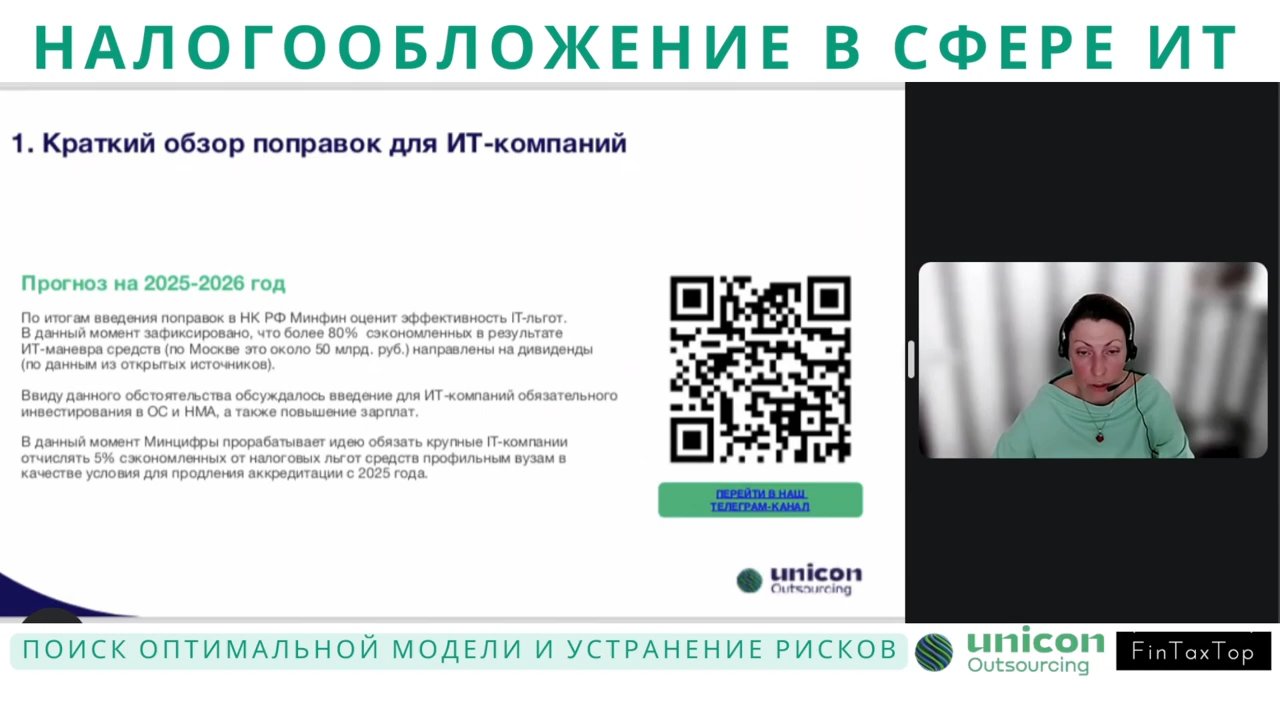 НАЛОГООБЛОЖЕНИЕ В СФЕРЕ ИТ
1. Краткий обзор поправок для ИТ-компаний
Прогноз на 2025-2026 год
По итогам введения поправок в НК РФ Минфин оценит эффективность IT-льгот.
В данный момент зафиксировано, что более 80% сэкономленных в результате
ИТ-маневра средств (по Москве это около 50 млрд. руб.) направлены на дивиденды
(по данным из открытых источников).
Ввиду данного обстоятельства обсуждалось введение для ИТ-компаний обязательного
инвестирования в ОС и НМА, а также повышение зарплат.
В данный момент Минцифры прорабатывает идею обязать крупные IT-компании
отчислять 5% сэкономленных от налоговых льгот средств профильным вузам в
качестве условия для продления аккредитации с 2025 года.
ПЕРЕЙТИ В НАШ
ТЕЛЕГРАМ-КАНАЛ
unicon
Outsourcing
ПОИСК ОПТИМАЛЬНОЙ МОДЕЛИ И УСТРАНЕНИЕ РИСКОВ
unicon
Outsourcing
FinTaxTop